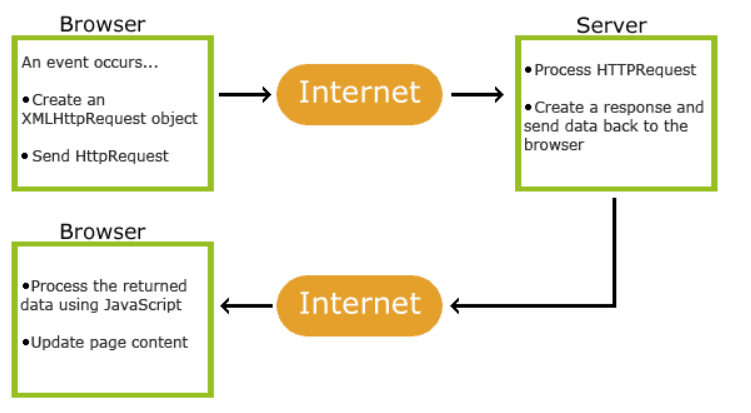 Browser
An event occurs...
•Create an
XMLHttpRequest object
• Send HttpRequest
Internet
Server
•Process HTTPRequest
•Create a response and
send data back to the
browser
Browser
•Process the returned
data using JavaScript
•Update page content
Internet